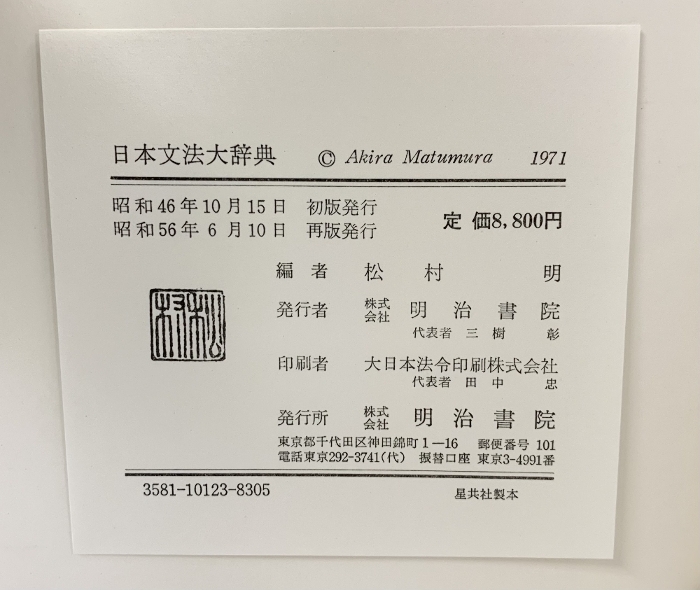 日本文法大辞典 © Akira Matumura 1971
昭和46年10月15日 初版発行
昭和56年6月10日 再版発行
定価8,800円
編者 松村明
発行者 株式会社 明治書院
代表者 三樹彰
印刷者 大日本法令印刷株式会社
代表者 田中忠
松村
発行所 株式会社 明治書院
東京都千代田区神田錦町1—16 郵便番号 101
電話東京292-3741(代) 振替口座 東京3-4991番
3581-10123-8305 星共社製本